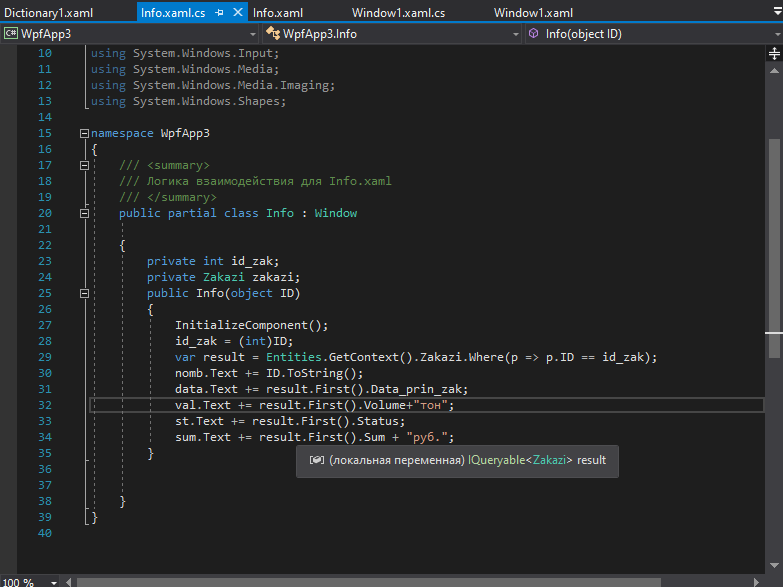 Dictionary1.xaml Info.xaml.cs Info.xaml Window1.xaml.cs Window1.xaml
C# WpfApp3 WpfApp3.Info Info(object ID)
10 using System.Windows.Input;
11 using System.Windows.Media;
12 using System.Windows.Media.Imaging;
13 using System.Windows.Shapes;
14
15 namespace WpfApp3
16 {
17 /// <summary>
18 /// Логика взаимодействия для Info.xaml
19 /// </summary>
20 public partial class Info : Window
21
22 {
23 private int id_zak;
24 private Zakazi zakazi;
25 public Info(object ID)
26 {
27 InitializeComponent();
28 id_zak = (int)ID;
29 var result = Entities.GetContext().Zakazi.Where(p => p.ID == id_zak);
30 nomb.Text += ID.ToString();
31 data.Text += result.First().Data_prin_zak;
32 val.Text += result.First().Volume+"тон";
33 st.Text += result.First().Status;
34 sum.Text += result.First().Sum + "руб.";
35 }
(локальная переменная) IQueryable<Zakazi> result
36
37
38 }
39 }
40
100 %